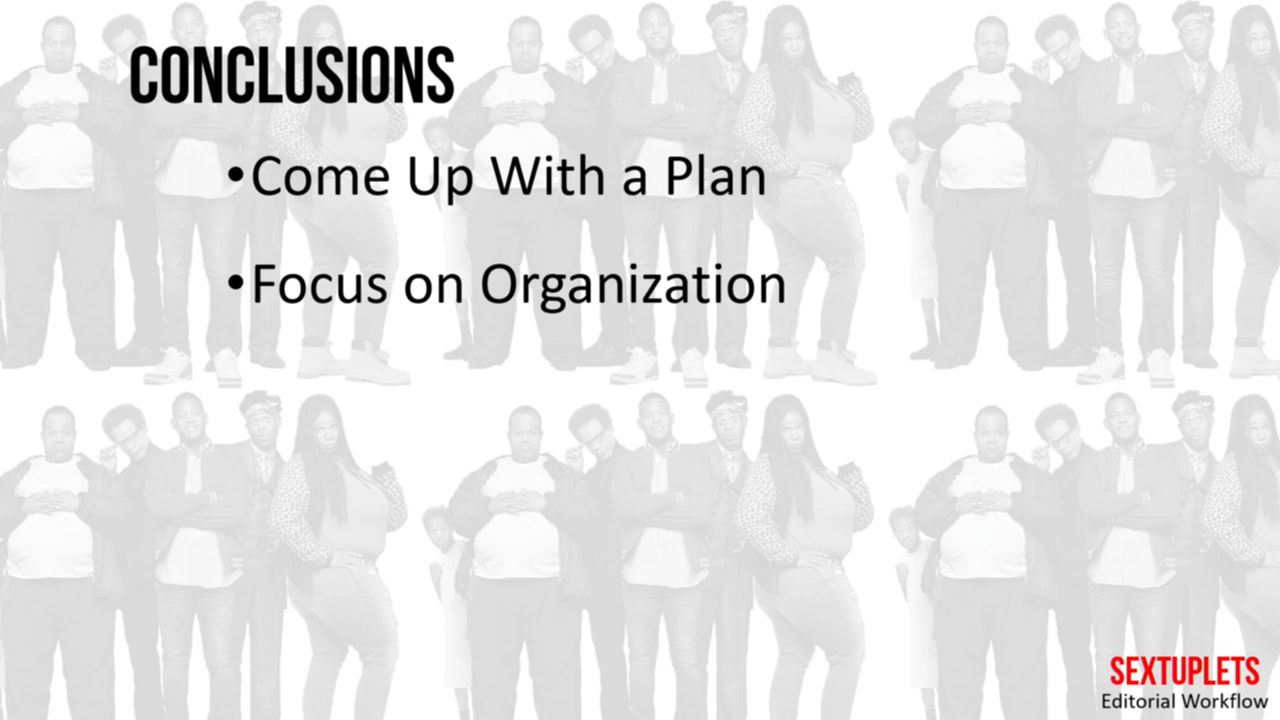 CONCLUSIONS
•Come Up With a Plan
•Focus on Organization
SEXTUPLETS
Editorial Workflow